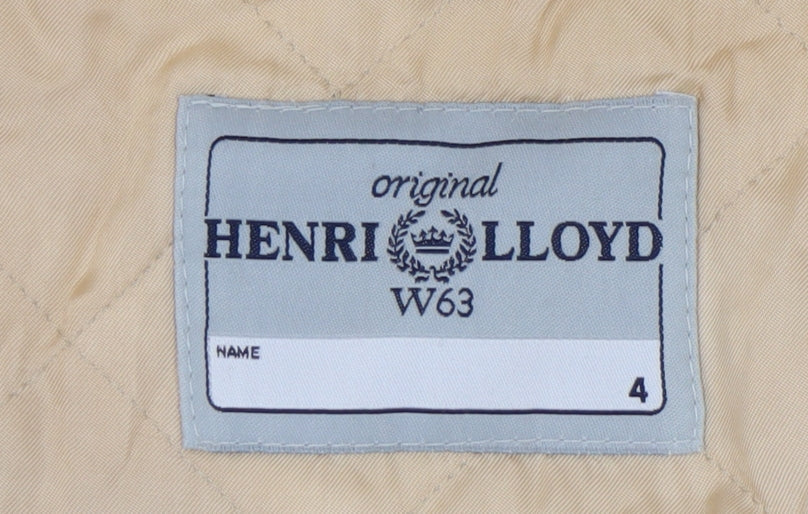 original
HENRI LLOYD
W63
NAME
4